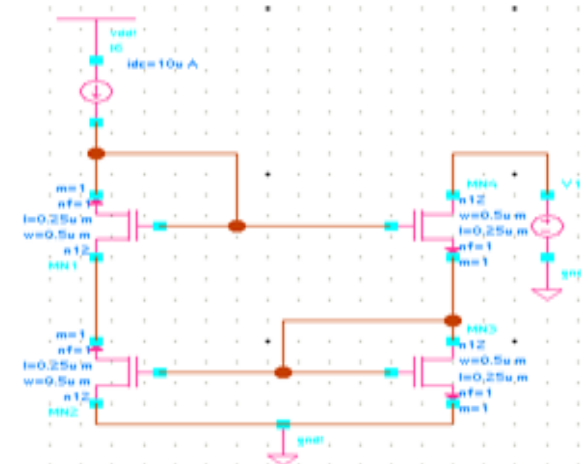 Vdd!
I6
idc=10u A
m=1
nf=1
l=0.25u m
w=0.5u m
n12
MN1
MN4
n12
w=0.5u m
l=0.25u m
nf=1
m=1
V1
gnd!
m=1
nf=1
l=0.25u m
w=0.5u m
n12
MN2
MN3
n12
w=0.5u m
l=0.25u m
nf=1
m=1
gnd!